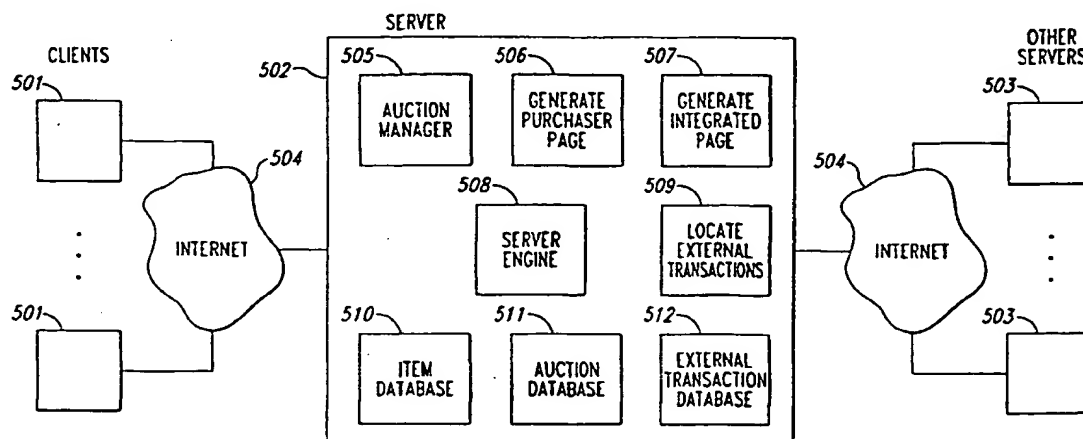 SERVER
CLIENTS
OTHER
SERVERS
501
502
505
506
507
503
AUCTION
MANAGER
GENERATE
PURCHASER
PAGE
GENERATE
INTEGRATED
PAGE
504
504
508
509
INTERNET
SERVER
ENGINE
LOCATE
EXTERNAL
TRANSACTIONS
INTERNET
501
510
511
512
503
ITEM
DATABASE
AUCTION
DATABASE
EXTERNAL
TRANSACTION
DATABASE